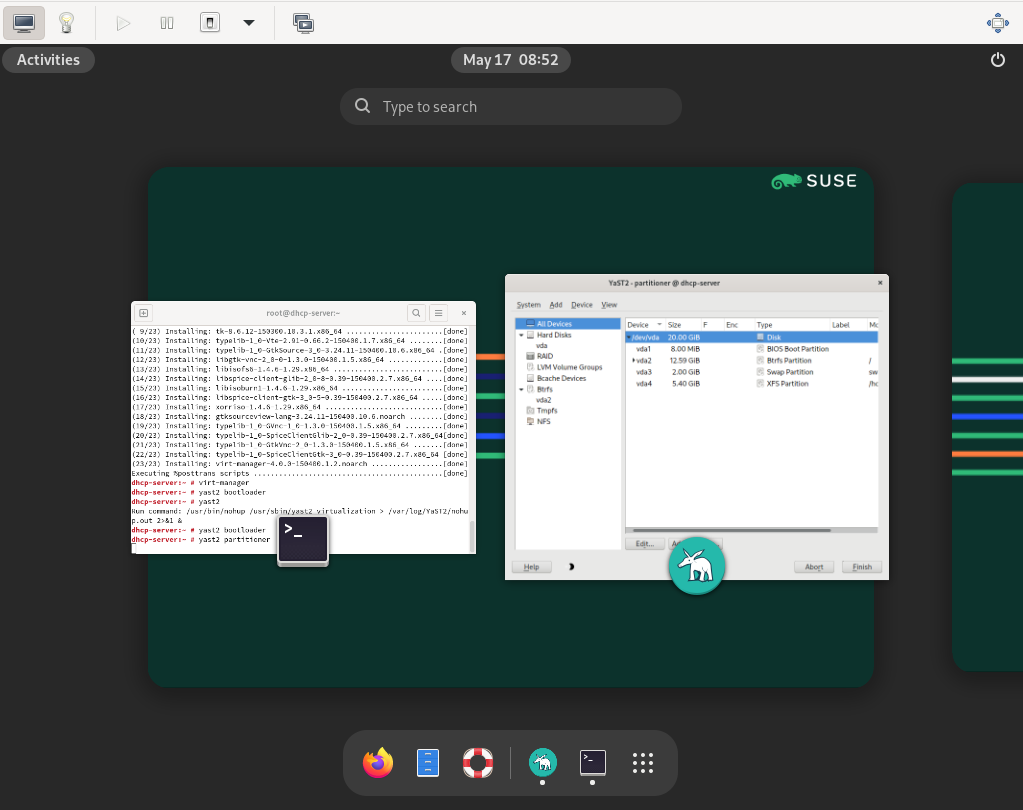 Activities
May 17 08:52
Type to search
SUSE
root@dhcp-server:~
( 9/23) Installing: tk-8.6.12-150300.10.3.1.x86_64 .......................[done]
(10/23) Installing: typelib-1_0-Vte-2.91-0.66.2-150400.1.7.x86_64 ........[done]
(11/23) Installing: typelib-1_0-GtkSource-3_0-3.24.11-150400.10.6.x86_64 .[done]
(12/23) Installing: libgtk-vnc-2_0-0-1.3.0-150400.1.5.x86_64 .............[done]
(13/23) Installing: libisofs6-1.4.6-1.29.x86_64 ..........................[done]
(14/23) Installing: libspice-client-glib-2_0-8-0.39-150400.2.7.x86_64 ....[done]
(15/23) Installing: libisoburn1-1.4.6-1.29.x86_64 ........................[done]
(16/23) Installing: libspice-client-gtk-3_0-5-0.39-150400.2.7.x86_64 .....[done]
(17/23) Installing: xorriso-1.4.6-1.29.x86_64 ............................[done]
(18/23) Installing: gtksourceview-lang-3.24.11-150400.10.6.noarch ........[done]
(19/23) Installing: typelib-1_0-GVnc-1_0-1.3.0-150400.1.5.x86_64 .........[done]
(20/23) Installing: typelib-1_0-SpiceClientGlib-2_0-0.39-150400.2.7.x86_64[done]
(21/23) Installing: typelib-1_0-GtkVnc-2_0-1.3.0-150400.1.5.x86_64 .......[done]
(22/23) Installing: typelib-1_0-SpiceClientGtk-3_0-0.39-150400.2.7.x86_64 [done]
(23/23) Installing: virt-manager-4.0.0-150400.1.2.noarch .................[done]
Executing %posttrans scripts .............................................[done]
dhcp-server:~ # virt-manager
dhcp-server:~ # yast2 bootloader
dhcp-server:~ # yast2
Run command: /usr/bin/nohup /usr/sbin/yast2 virtualization > /var/log/YaST2/nohu
p.out 2>&1 &
dhcp-server:~ # yast2 bootloader
dhcp-server:~ # yast2 partitioner
YaST2 - partitioner @ dhcp-server
System Add Device View
All Devices
Hard Disks
vda
RAID
LVM Volume Groups
Bcache Devices
Btrfs
vda2
Tmpfs
NFS
Device Size F Enc Type Label
/dev/vda 20.00 GiB Disk
vda1 8.00 MiB BIOS Boot Partition
vda2 12.59 GiB Btrfs Partition /
vda3 2.00 GiB Swap Partition sw
vda4 5.40 GiB XFS Partition /ho
Edit...
Help Abort Finish